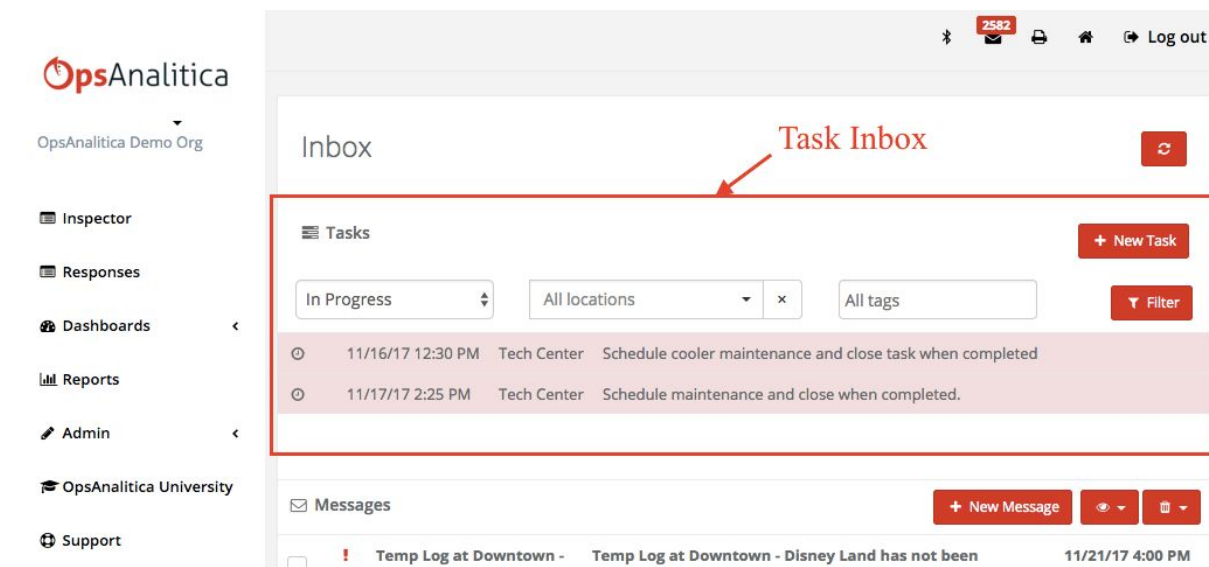 2582
Log out
OpsAnalitica
OpsAnalitica Demo Org
Inbox
Task Inbox
Inspector
Responses
Dashboards
Reports
Admin
OpsAnalitica University
Support
Tasks
+ New Task
In Progress
All locations
×
All tags
Filter
11/16/17 12:30 PM Tech Center Schedule cooler maintenance and close task when completed
11/17/17 2:25 PM Tech Center Schedule maintenance and close when completed.
Messages
+ New Message
! Temp Log at Downtown - Temp Log at Downtown - Disney Land has not been 11/21/17 4:00 PM